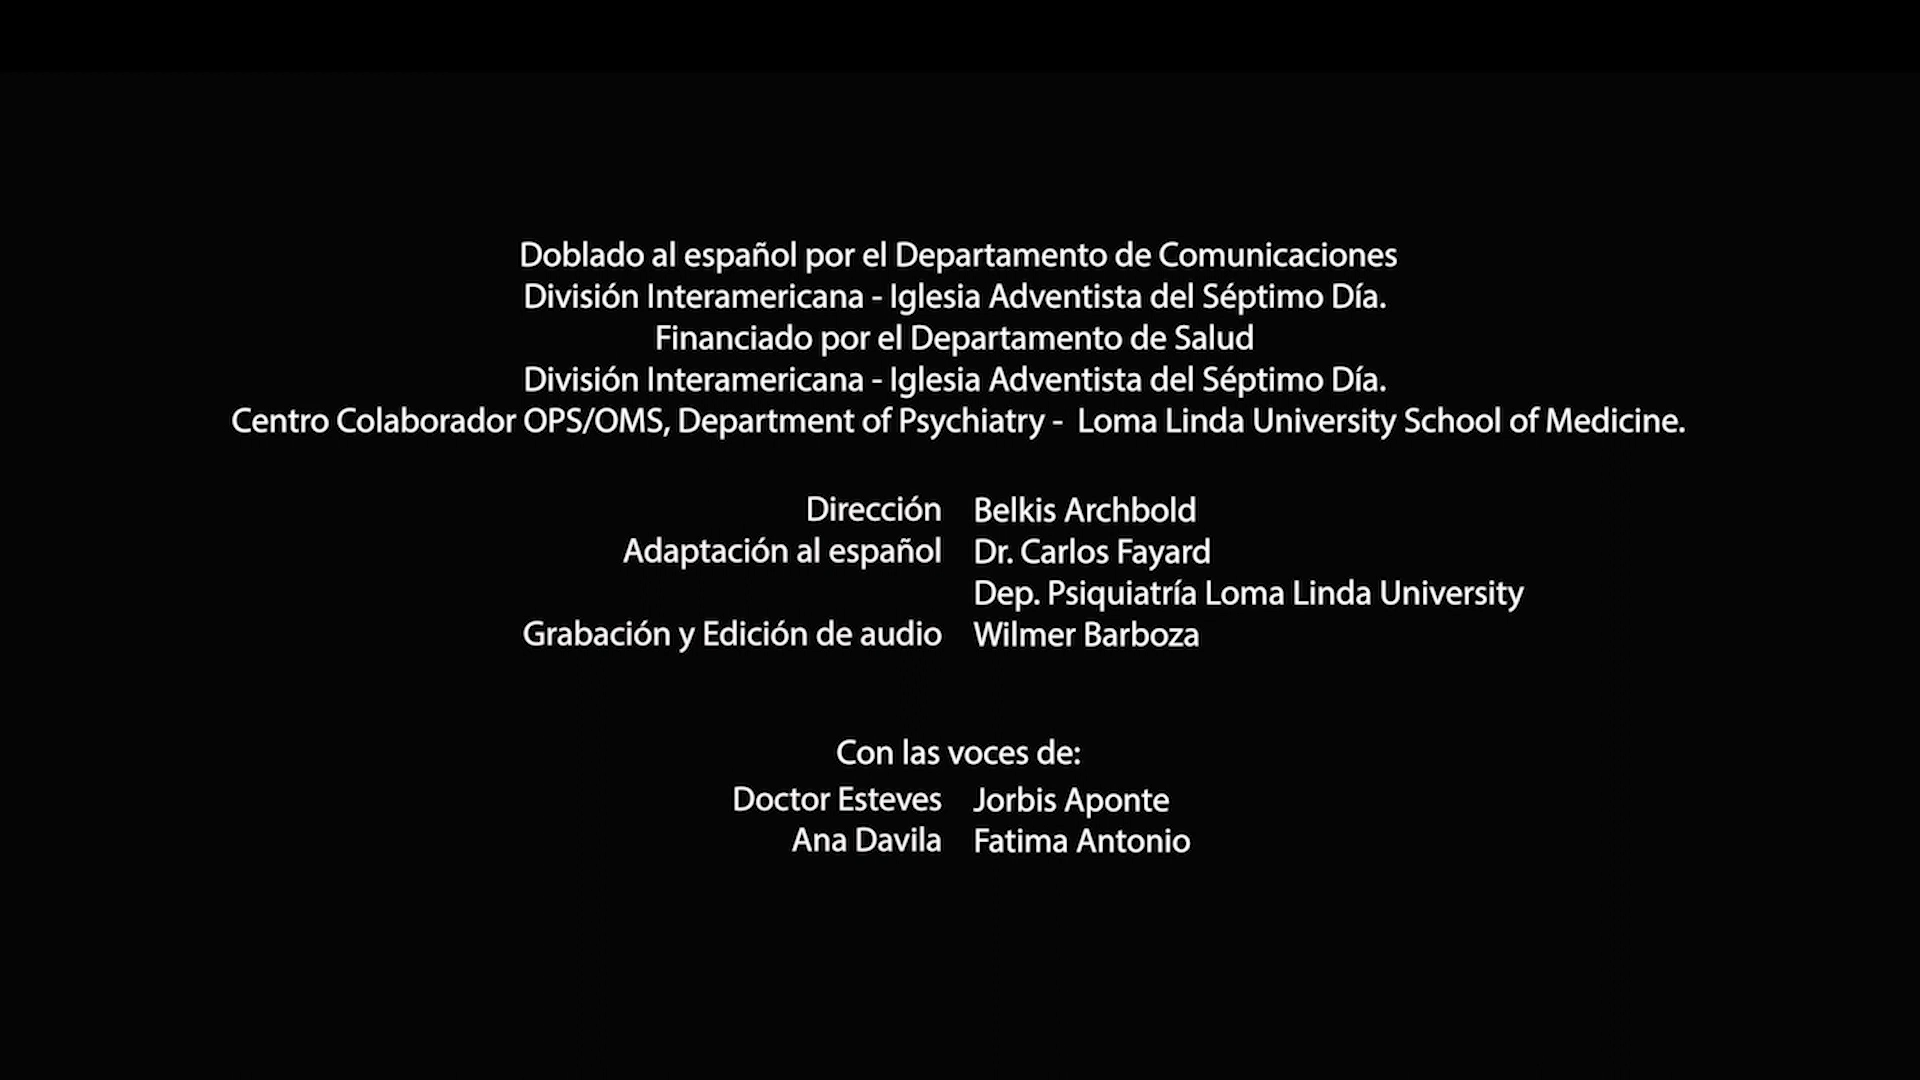 Doblado al español por el Departamento de Comunicaciones
División Interamericana - Iglesia Adventista del Séptimo Día.
Financiado por el Departamento de Salud
División Interamericana - Iglesia Adventista del Séptimo Día.
Centro Colaborador OPS/OMS, Department of Psychiatry - Loma Linda University School of Medicine.
Dirección Belkis Archbold
Adaptación al español Dr. Carlos Fayard
Dep. Psiquiatría Loma Linda University
Grabación y Edición de audio Wilmer Barboza
Con las voces de:
Doctor Esteves Jorbis Aponte
Ana Davila Fatima Antonio